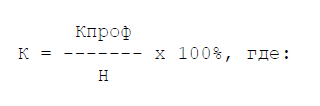 Кпроф
К = ------- х 100%, где:
Н